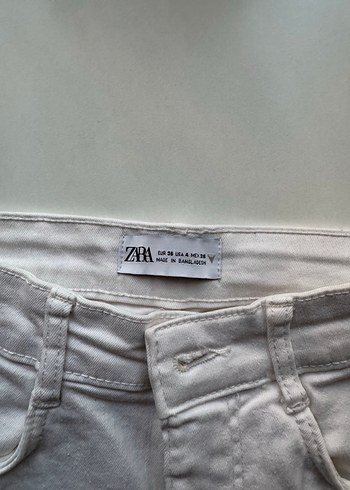 ZARA
EUR 36 USA 4 MEX 26
MADE IN BANGLADESH